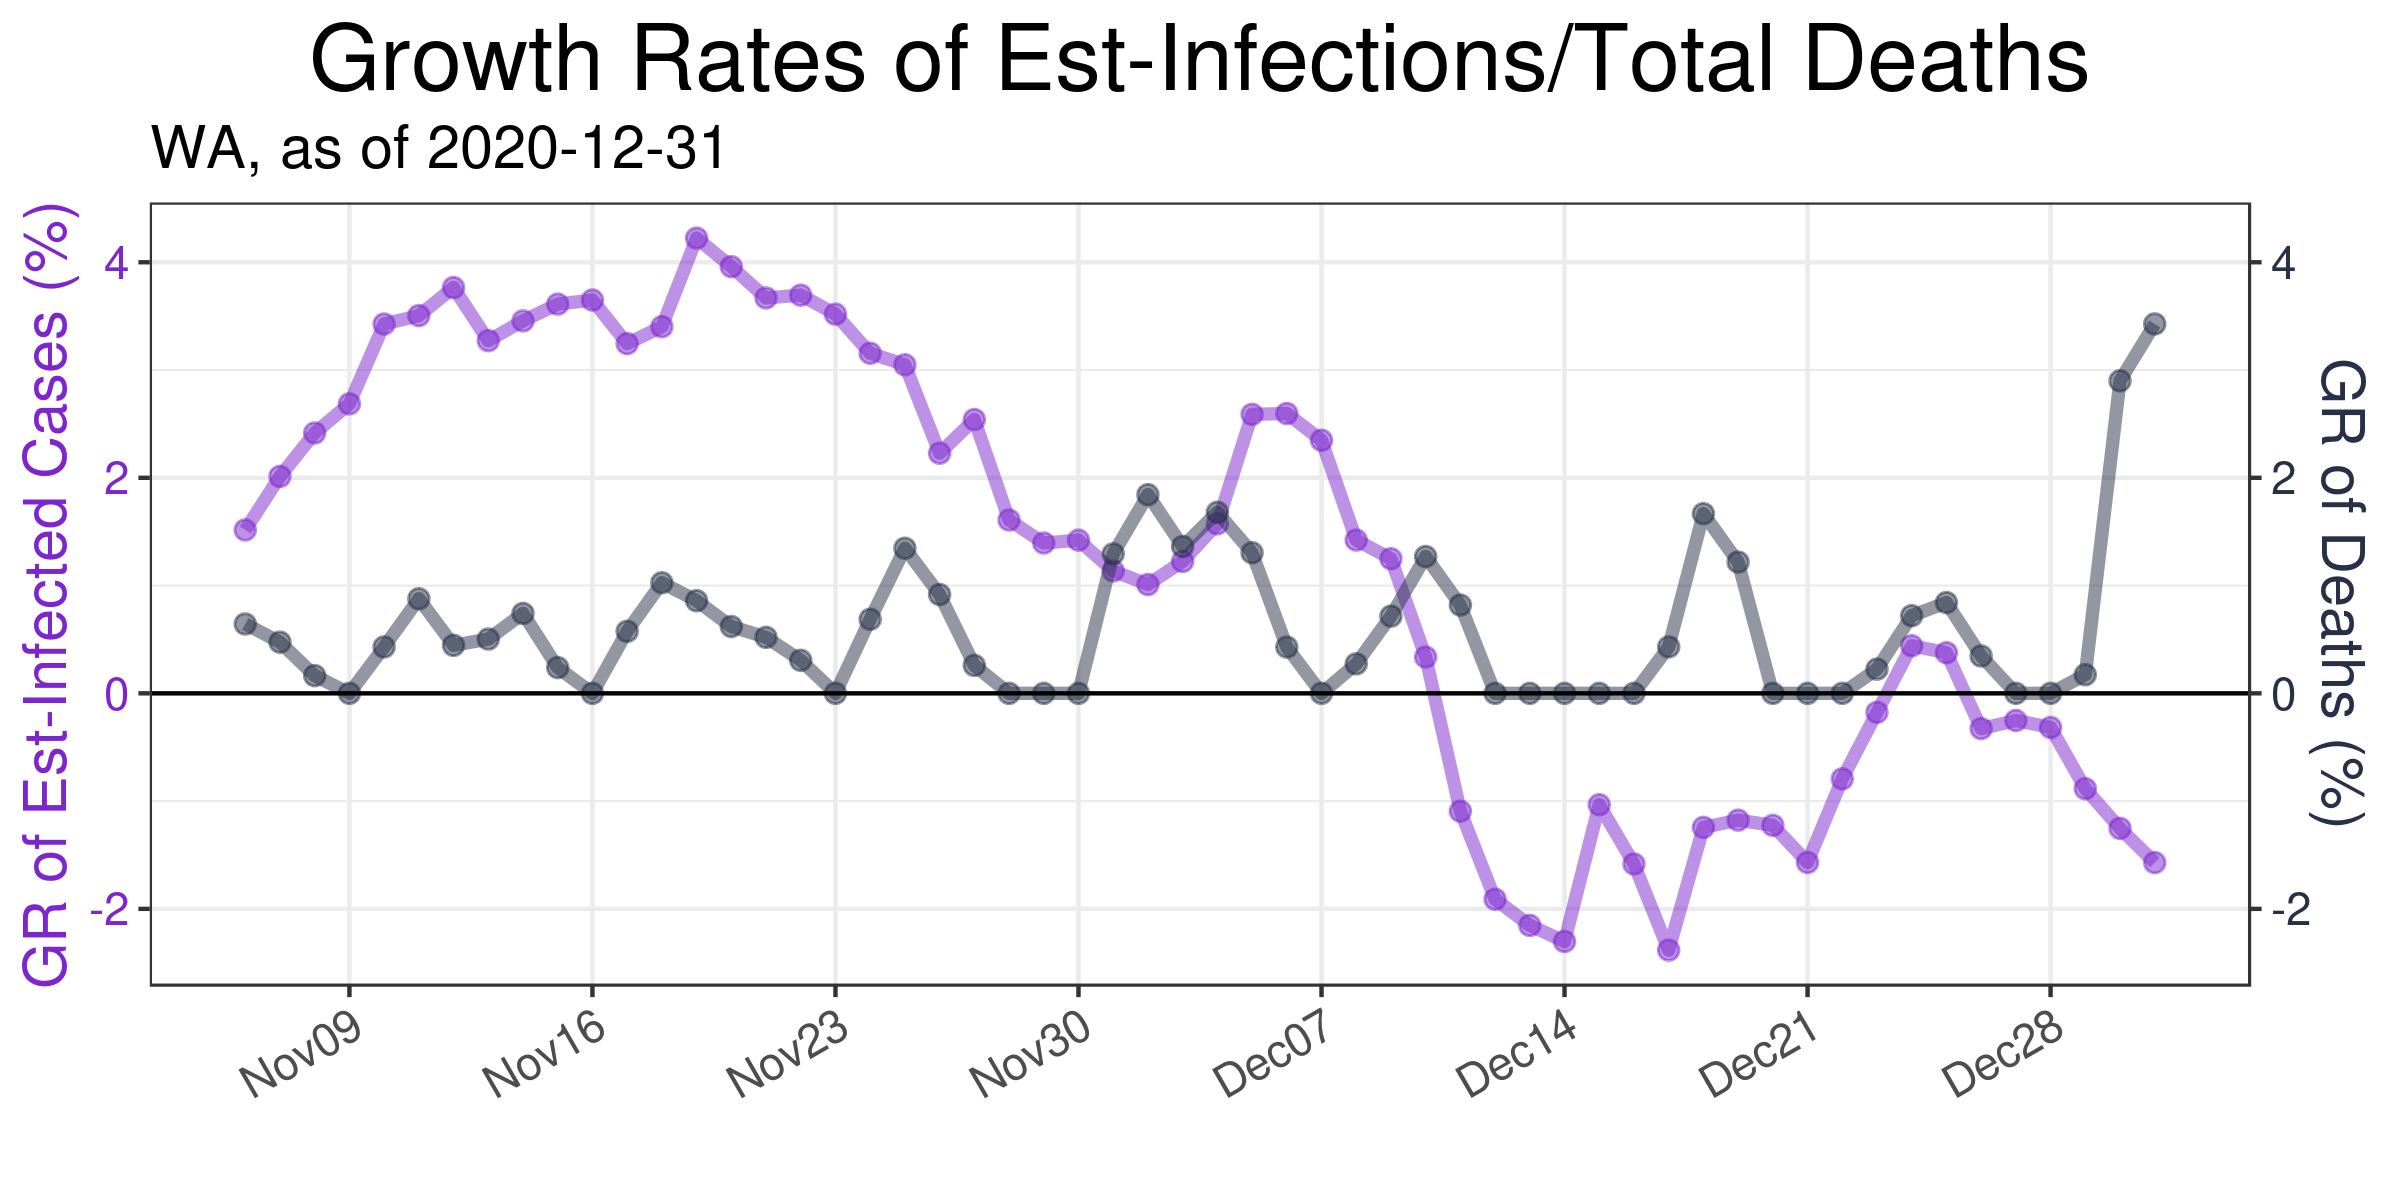 Growth Rates of Est-Infections/Total Deaths
WA, as of 2020-12-31
GR of Est-Infected Cases (%)
4
2
0
-2
4
2
0
-2
GR of Deaths (%)
Nov09
Nov16
Nov23
Nov30
Dec07
Dec14
Dec21
Dec28